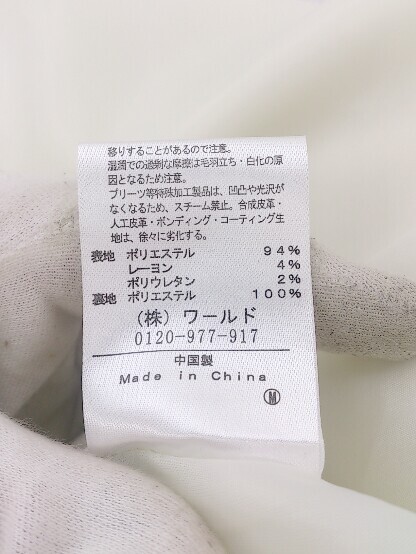 移りすることがあるので注意。
湿潤での過剰な摩擦は毛羽立ち・白化の原
因となるため注意。
プリーツ等特殊加工製品は、凹凸や光沢が
なくなるため、スチーム禁止。合成皮革・
人工皮革・ボンディング・コーティング生
地は、徐々に劣化する。
表地 ポリエステル 94%
レーヨン 4%
ポリウレタン 2%
裏地 ポリエステル 100%
(株) ワールド
0120-977-917
中国製
Made in China
Ⓜ